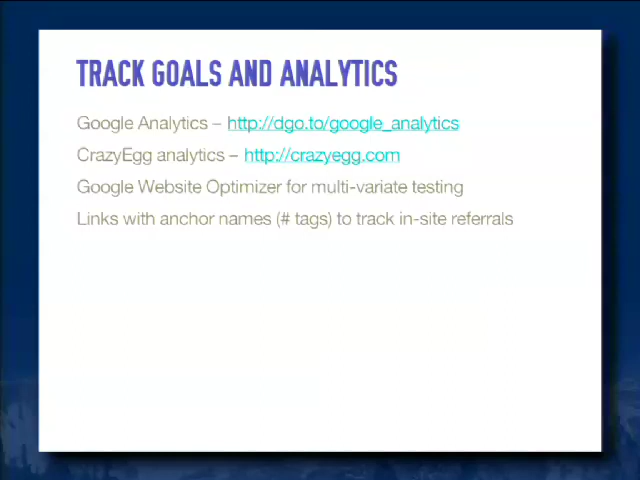 TRACK GOALS AND ANALYTICS
Google Analytics – http://dgo.to/google_analytics
CrazyEgg analytics – http://crazyegg.com
Google Website Optimizer for multi-variate testing
Links with anchor names (# tags) to track in-site referrals